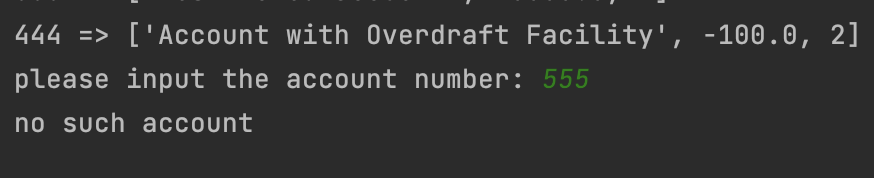 444 => ['Account with Overdraft Facility', -100.0, 2]
please input the account number: 555
no such account